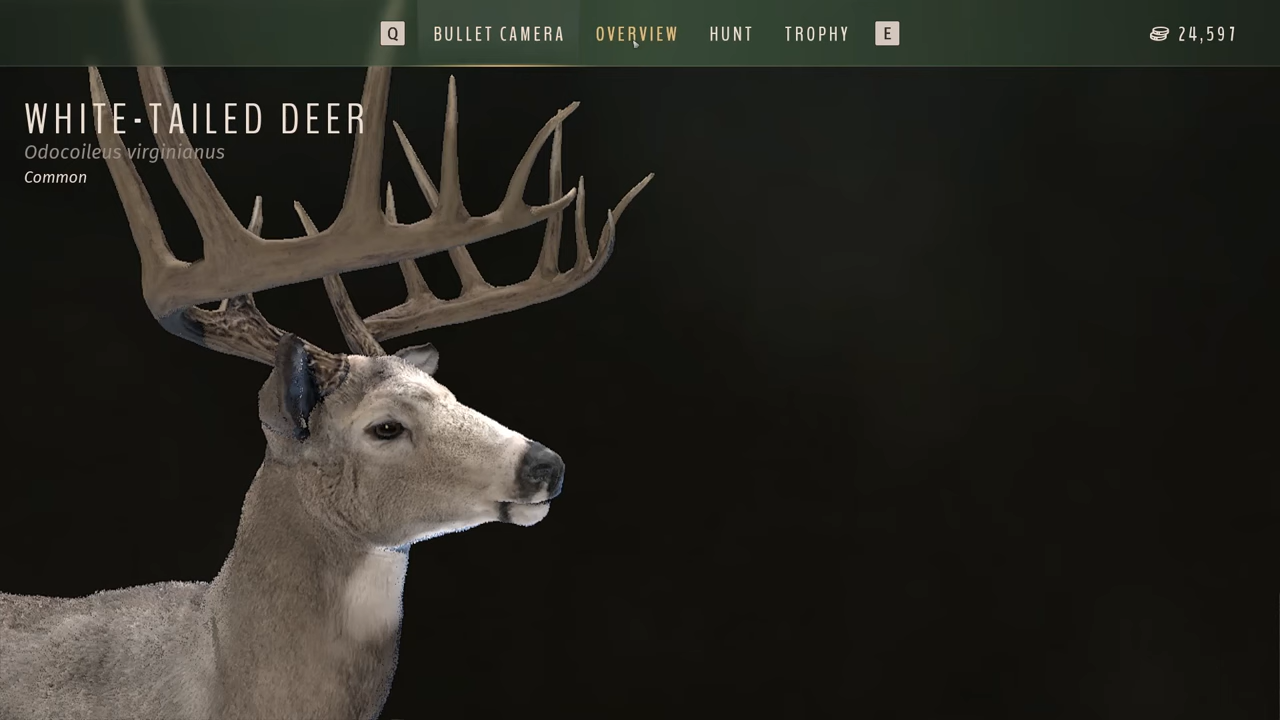 Q BULLET CAMERA OVERVIEW HUNT TROPHY E 24,597
WHITE-TAILED DEER
Odocoileus virginianus
Common